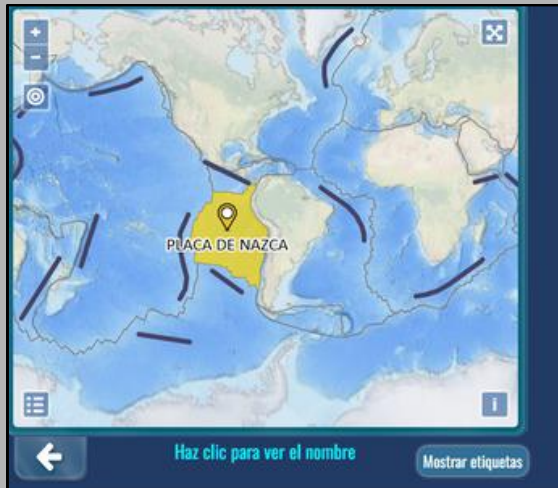 +
−
PLACA DE NAZCA
i
Haz clic para ver el nombre
Mostrar etiquetas